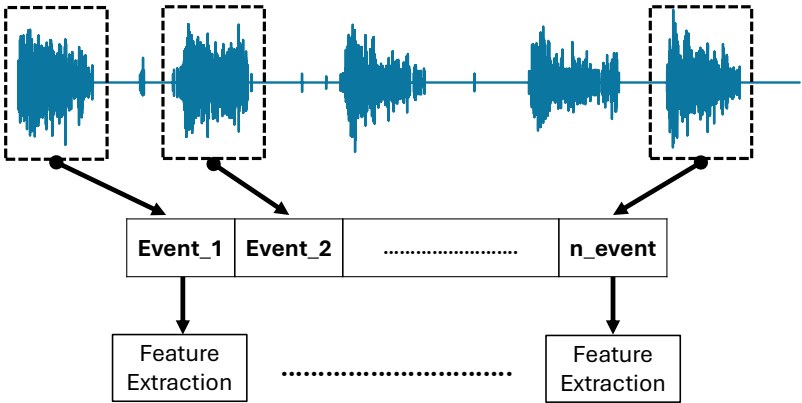 Event_1 Event_2 ........................ n_event
Feature
Extraction
........................
Feature
Extraction